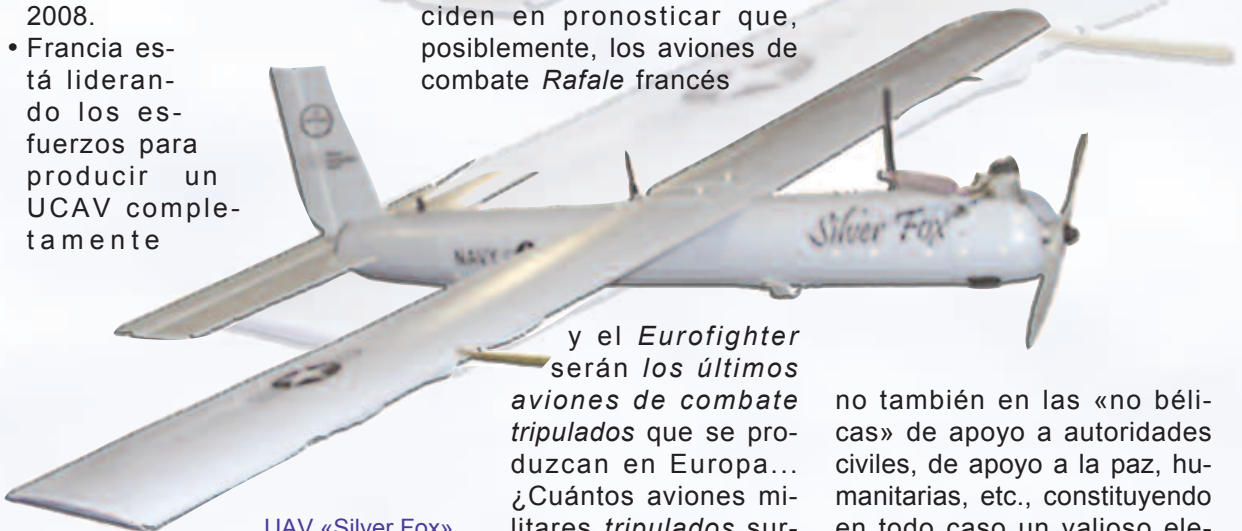 2008.
• Francia es-
tá lideran-
do los es-
fuerzos para
producir un
UCAV comple-
tamente
ciden en pronosticar que,
posiblemente, los aviones de
combate Rafale francés
y el Eurofighter
serán los últimos
aviones de combate
tripulados que se pro-
duzcan en Europa...
¿Cuántos aviones mi-
litares tripulados sur-
no también en las «no béli-
cas» de apoyo a autoridades
civiles, de apoyo a la paz, hu-
manitarias, etc., constituyendo
en todo caso un valioso ele-
NAVY
Silver Fox
UAV «Silver Fox»